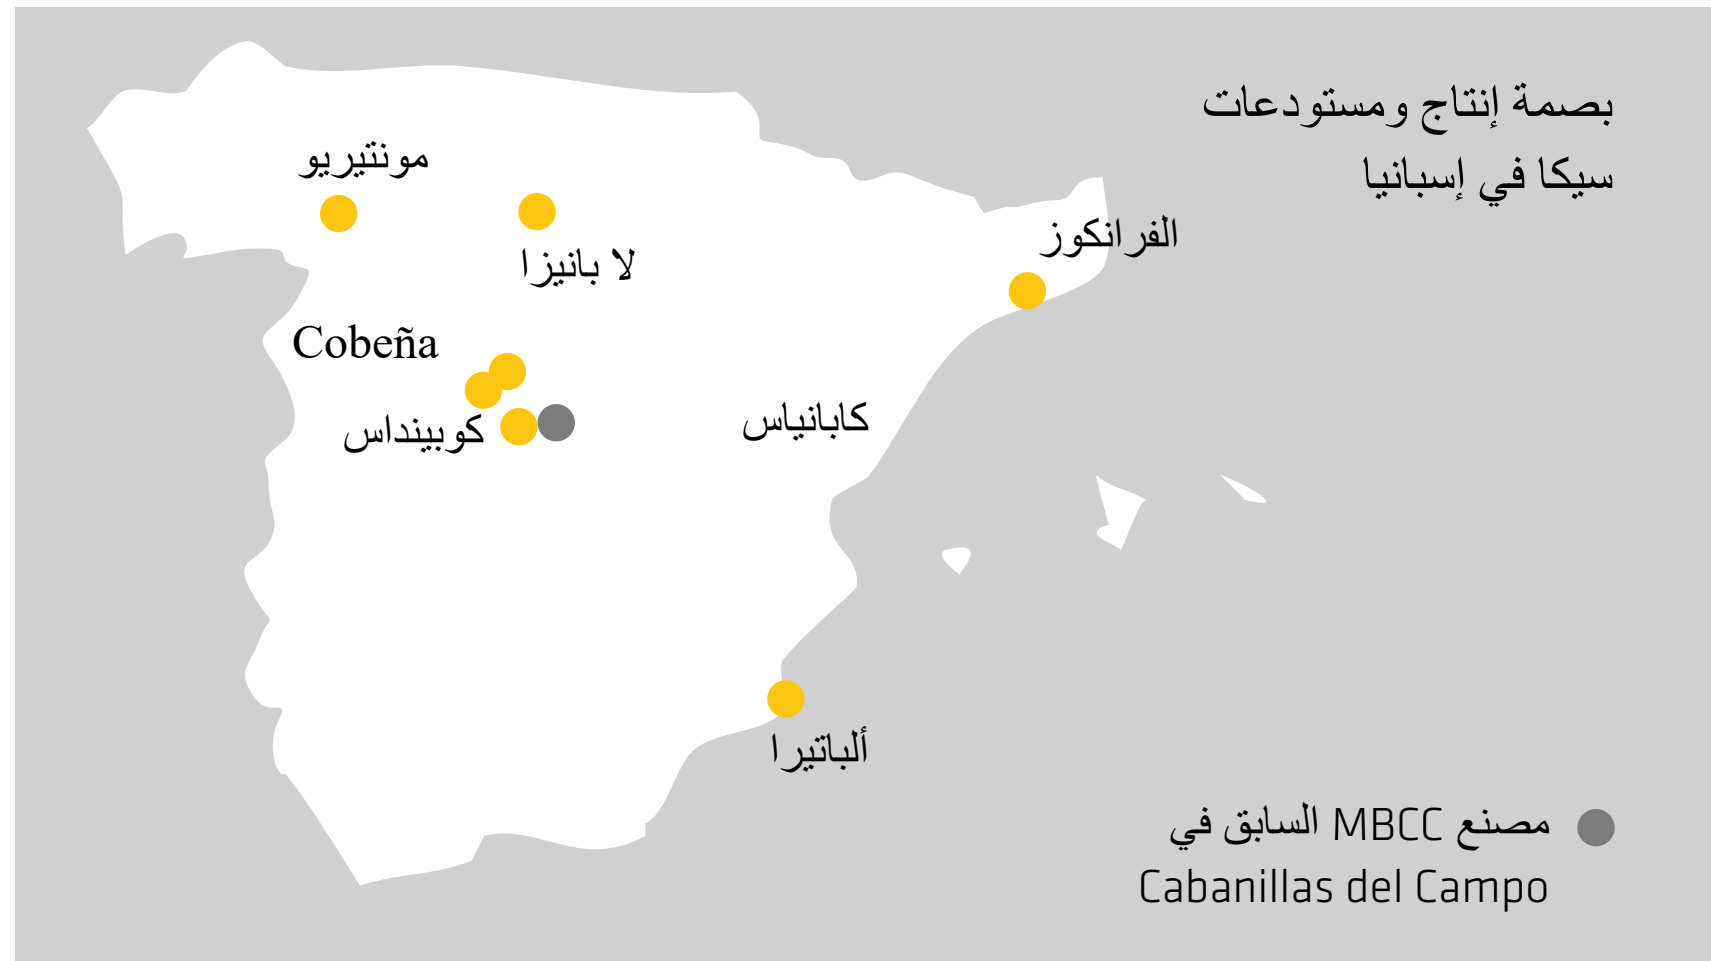 بصمة إنتاج ومستودعات
سيكا في إسبانيا
مونتيريو
لا بانيزا
الفرانكوز
Cobeña
كوبينداس
كابانياس
ألباتيرا
مصنع MBCC السابق في
Cabanillas del Campo